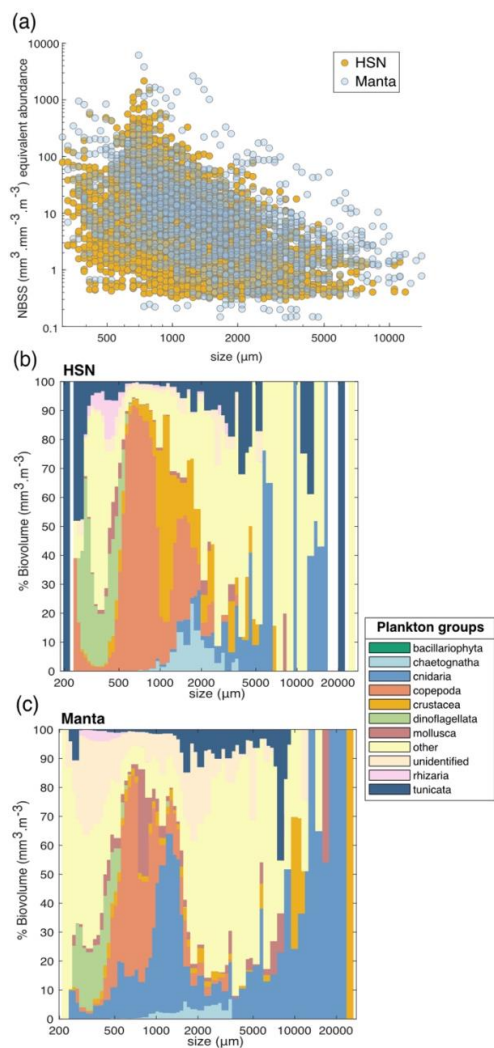 (a)
10000
1000
100
10
1
0.1
NBSS (mm³.mm⁻³.m⁻³) equivalent abundance
HSN
Manta
500
1000
2000
5000
10000
size (µm)
(b)
HSN
100
90
80
70
60
50
40
30
20
10
0
% Biovolume (mm³.m⁻³)
200
500
1000
2000
5000
10000
20000
size (µm)
Plankton groups
bacillariophyta
chaetognatha
cnidaria
copepoda
crustacea
dinoflagellata
mollusca
other
unidentified
rhizaria
tunicata
(c)
Manta
100
90
80
70
60
50
40
30
20
10
0
% Biovolume (mm³.m⁻³)
200
500
1000
2000
5000
10000
20000
size (µm)